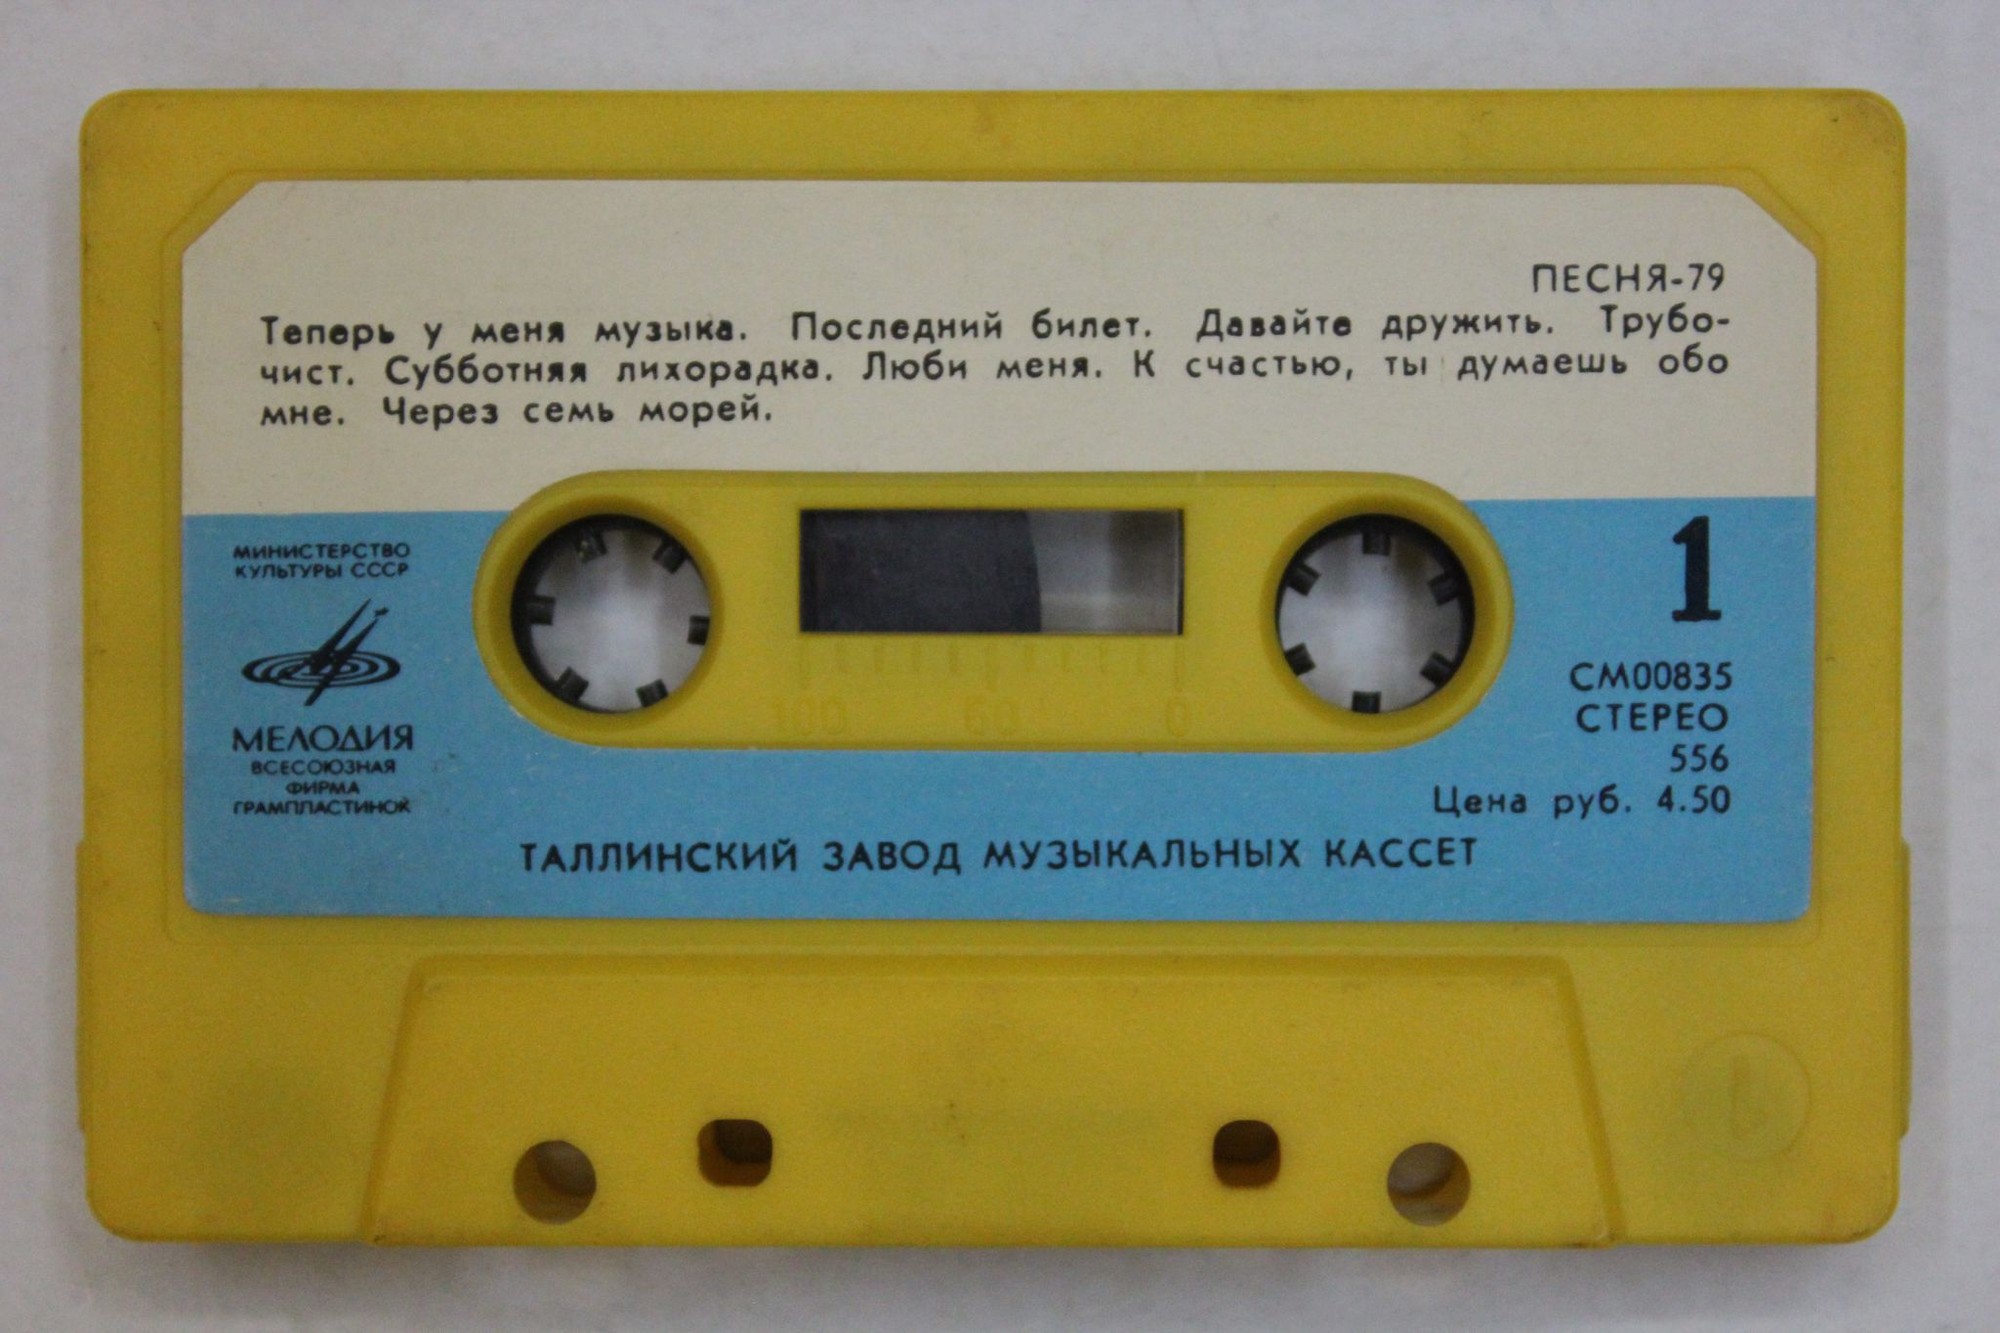 ПЕСНЯ-79
Теперь у меня музыка. Последний билет. Давайте дружить. Трубо-
чист. Субботняя лихорадка. Люби меня. К счастью, ты думаешь обо
мне. Через семь морей.
МИНИСТЕРСТВО
КУЛЬТУРЫ СССР
МЕЛОДИЯ
ВСЕСОЮЗНАЯ
ФИРМА
ГРАМПЛАСТИНОК
1
СМ00835
СТЕРЕО
556
Цена руб. 4.50
100 60 0
ТАЛЛИНСКИЙ ЗАВОД МУЗЫКАЛЬНЫХ КАССЕТ